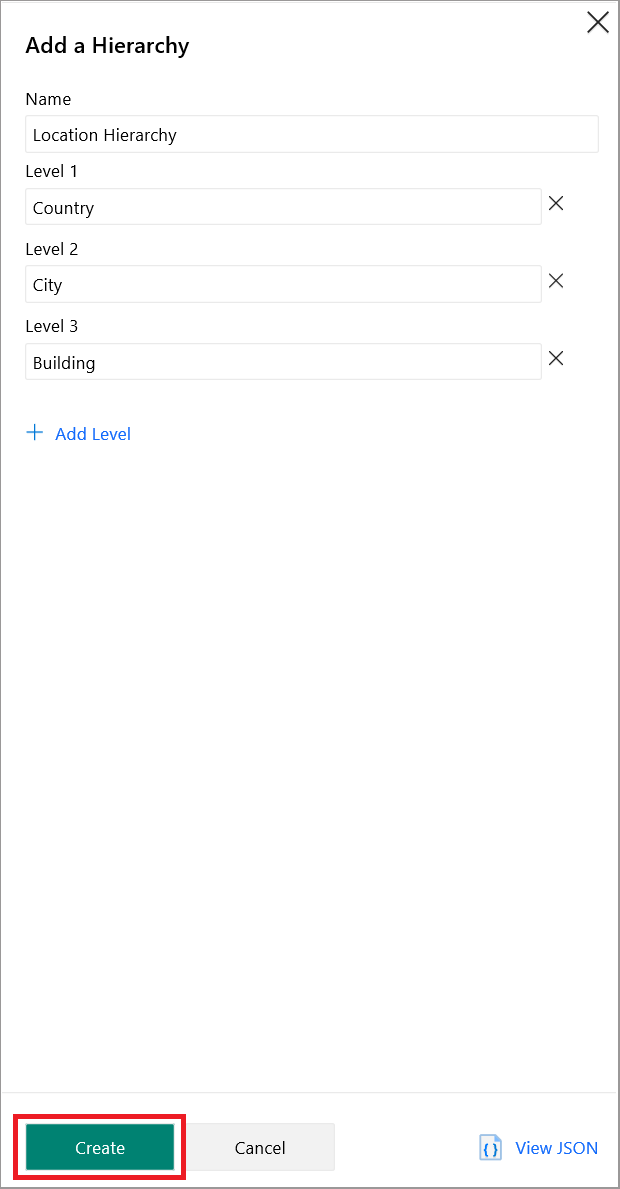 Add a Hierarchy
Name
Location Hierarchy
Level 1
Country
Level 2
City
Level 3
Building
Add Level
Create
Cancel
View JSON